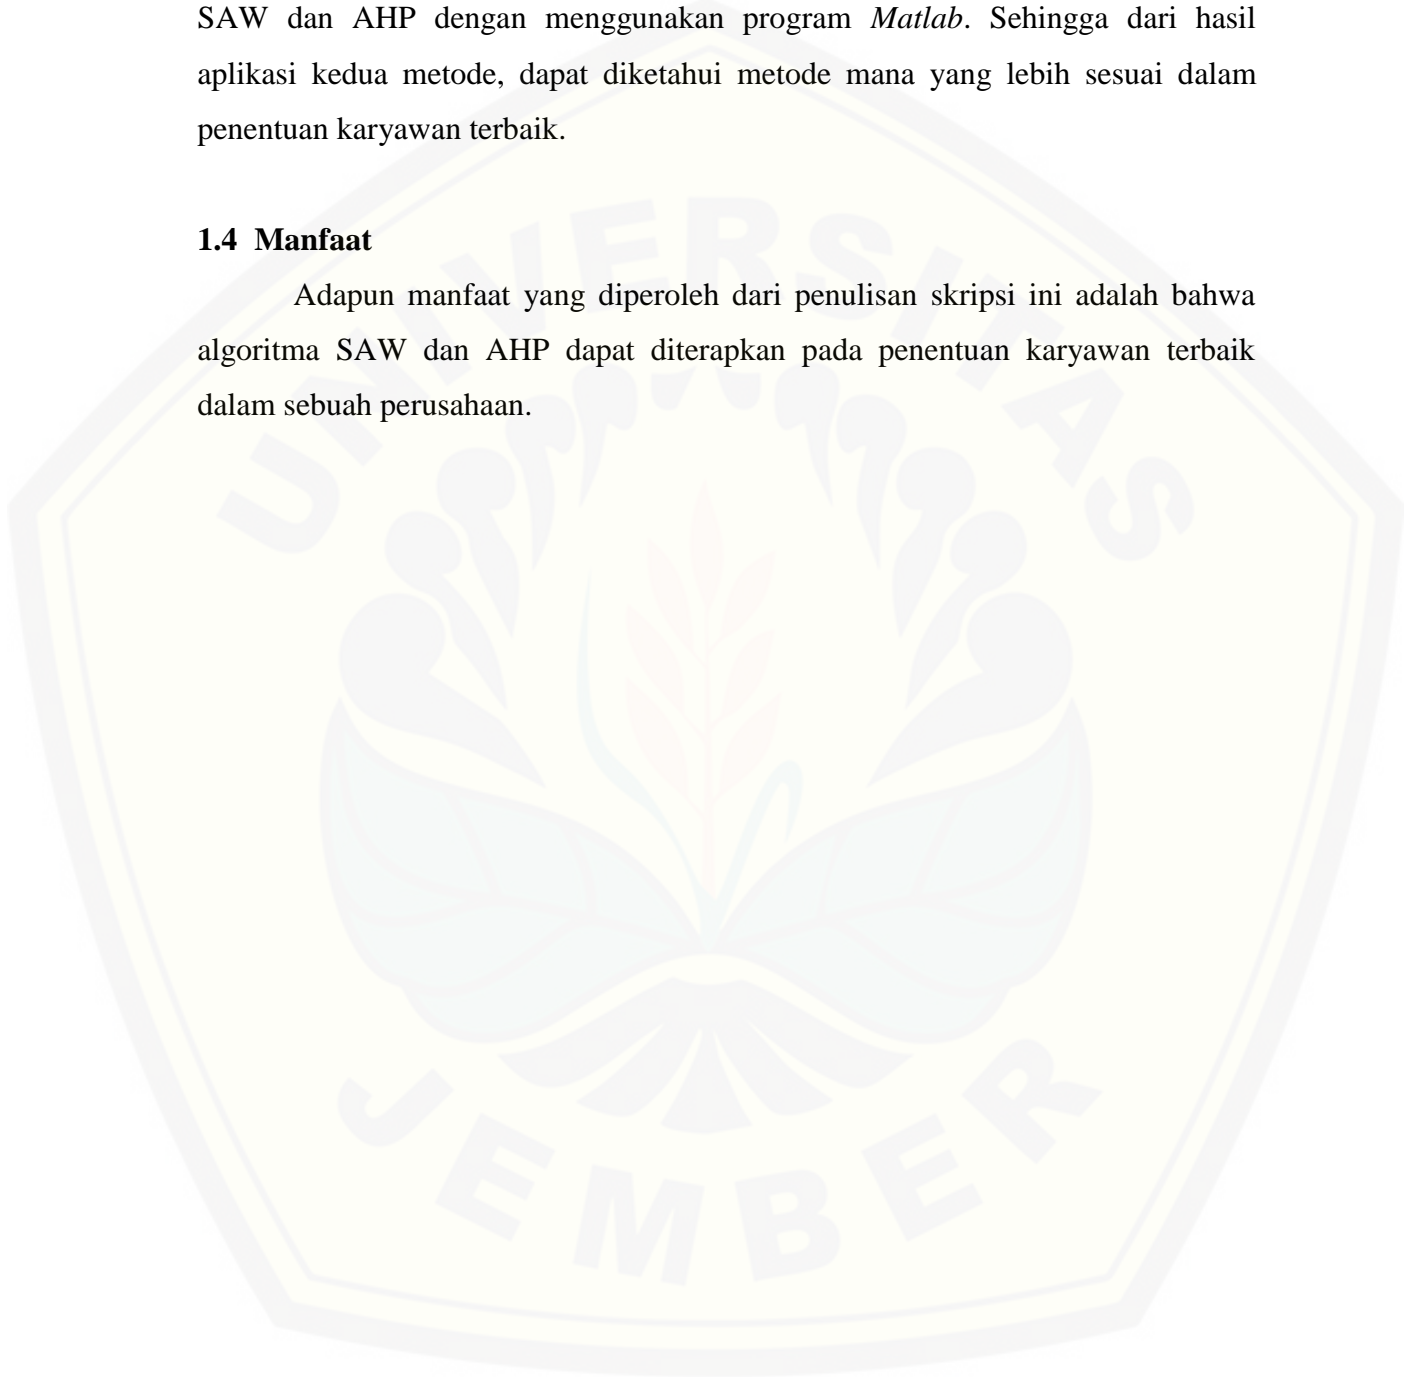 SAW dan AHP dengan menggunakan program Matlab. Sehingga dari hasil
aplikasi kedua metode, dapat diketahui metode mana yang lebih sesuai dalam
penentuan karyawan terbaik.
1.4 Manfaat
Adapun manfaat yang diperoleh dari penulisan skripsi ini adalah bahwa
algoritma SAW dan AHP dapat diterapkan pada penentuan karyawan terbaik
dalam sebuah perusahaan.
UNIVERSITAS
JEMBER